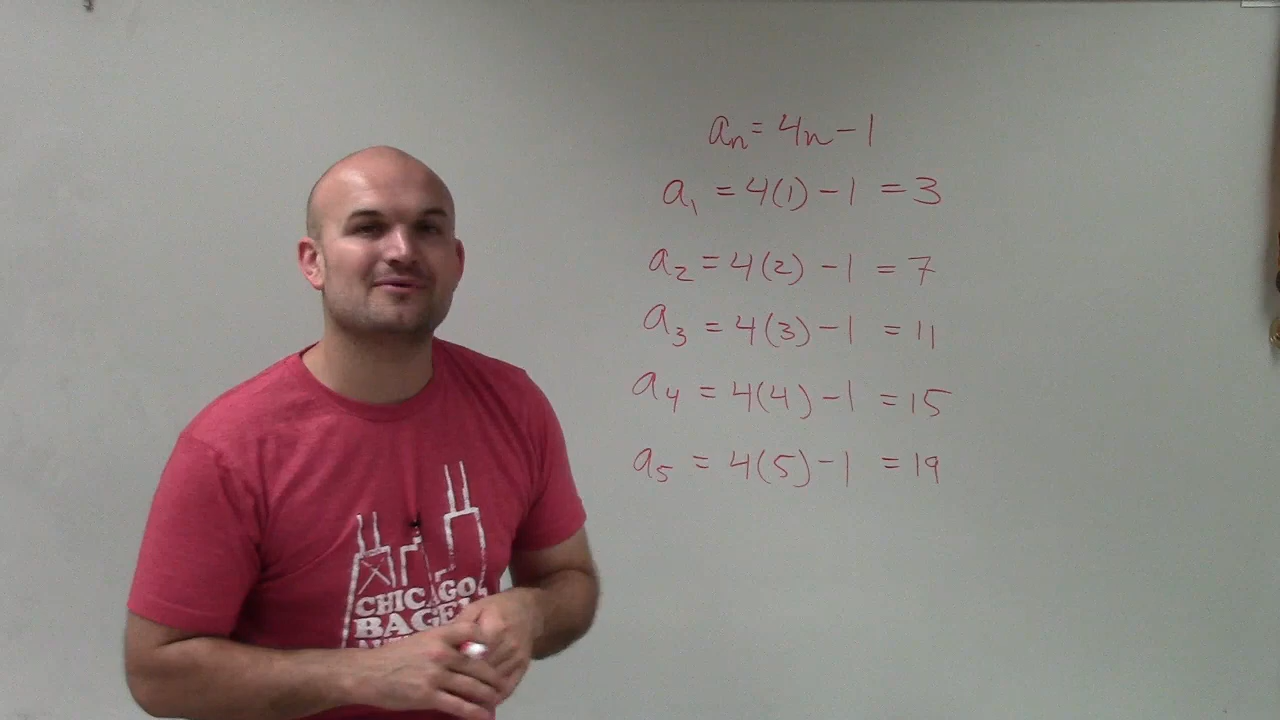 aₙ = 4n - 1
a₁ = 4(1) - 1 = 3
a₂ = 4(2) - 1 = 7
a₃ = 4(3) - 1 = 11
a₄ = 4(4) - 1 = 15
a₅ = 4(5) - 1 = 19
CHICAGO